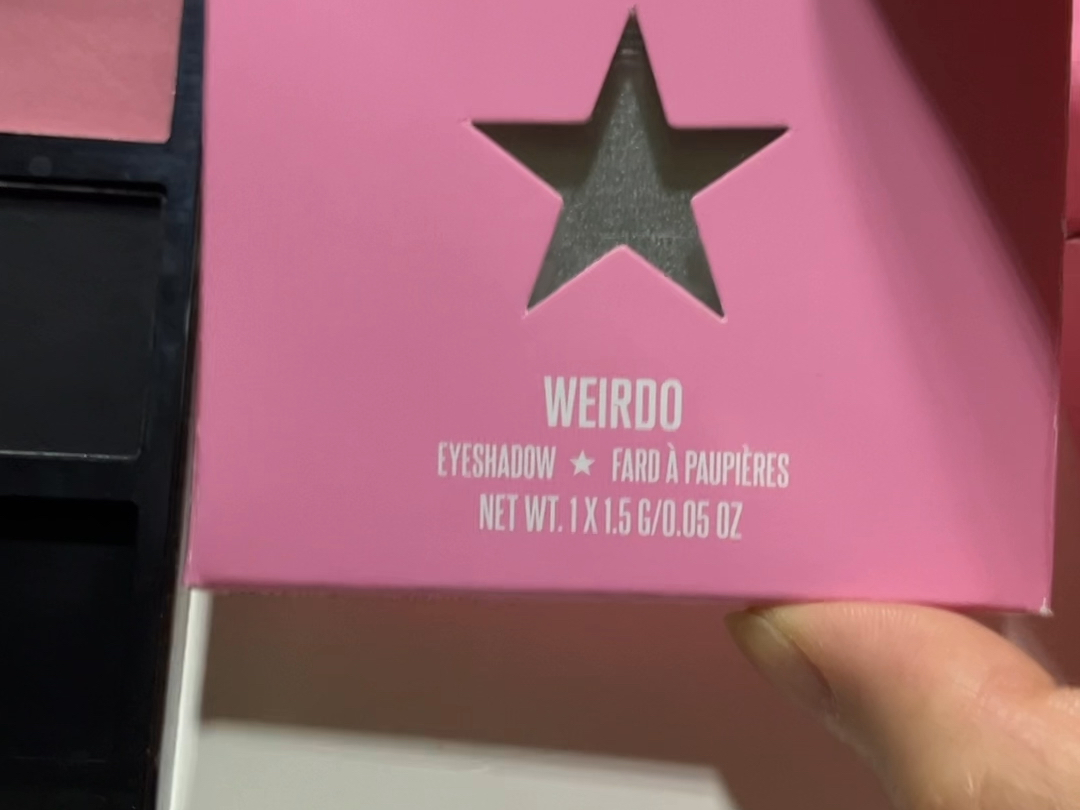 WEIRDO
EYESHADOW ★ FARD À PAUPIÈRES
NET WT. 1 X 1.5 G/0.05 OZ